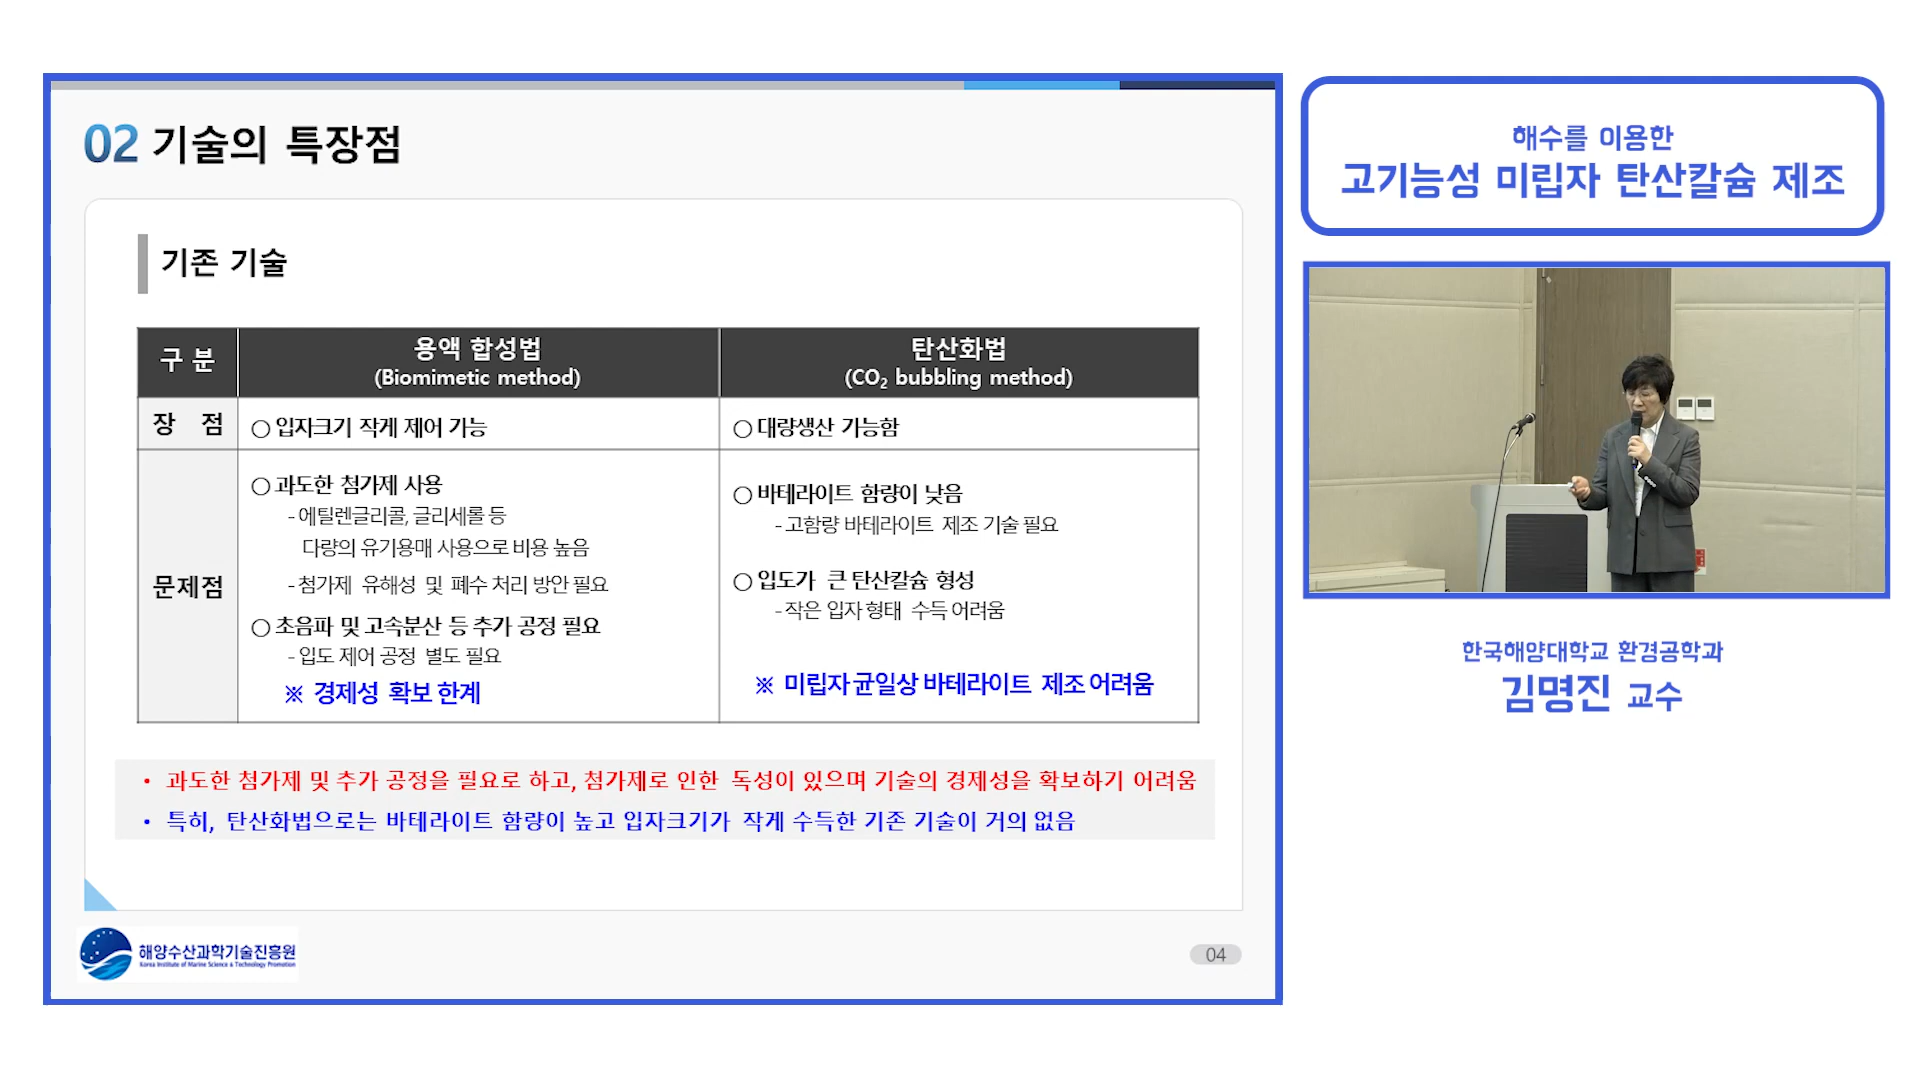 02 기술의 특장점
기존 기술
구 분
용액 합성법
(Biomimetic method)
탄산화법
(CO₂ bubbling method)
장 점
○ 입자크기 작게 제어 가능
○ 대량생산 가능함
문제점
○ 과도한 첨가제 사용
- 에틸렌글리콜, 글리세롤 등
다량의 유기용매 사용으로 비용 높음
- 첨가제 유해성 및 폐수 처리 방안 필요
○ 초음파 및 고속분산 등 추가 공정 필요
- 입도 제어 공정 별도 필요
※ 경제성 확보 한계
○ 바테라이트 함량이 낮음
- 고함량 바테라이트 제조 기술 필요
○ 입도가 큰 탄산칼슘 형성
- 작은 입자 형태 수득 어려움
※ 미립자 균일상 바테라이트 제조 어려움
• 과도한 첨가제 및 추가 공정을 필요로 하고, 첨가제로 인한 독성이 있으며 기술의 경제성을 확보하기 어려움
• 특히, 탄산화법으로는 바테라이트 함량이 높고 입자크기가 작게 수득한 기존 기술이 거의 없음
해양수산과학기술진흥원
Korea Institute of Marine Science & Technology Promotion
04
해수를 이용한
고기능성 미립자 탄산칼슘 제조
한국해양대학교 환경공학과
김명진 교수